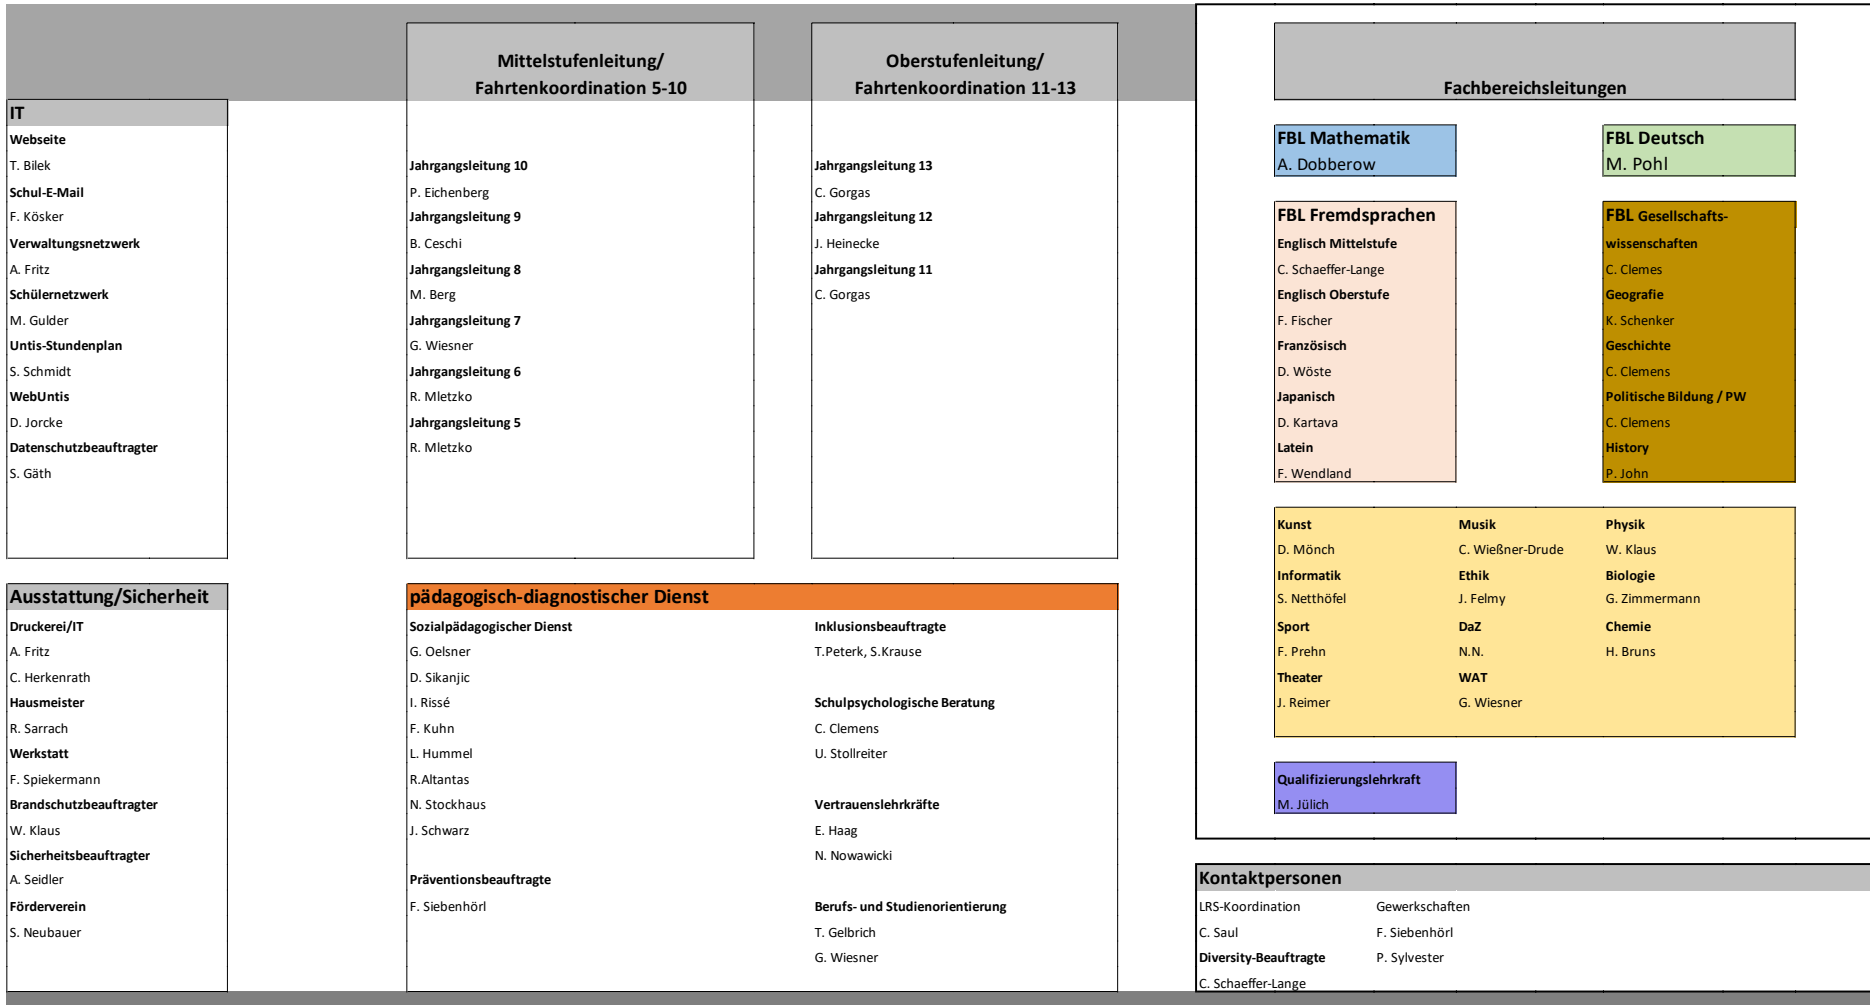 Mittelstufenleitung/
Fahrtenkoordination 5-10
Oberstufenleitung/
Fahrtenkoordination 11-13
Fachbereichsleitungen
IT
Webseite
T. Bilek
Schul-E-Mail
F. Kösker
Verwaltungsnetzwerk
A. Fritz
Schülernetzwerk
M. Gulder
Untis-Stundenplan
S. Schmidt
WebUntis
D. Jorcke
Datenschutzbeauftragter
S. Gäth
Jahrgangsleitung 10
P. Eichenberg
Jahrgangsleitung 9
B. Ceschi
Jahrgangsleitung 8
M. Berg
Jahrgangsleitung 7
G. Wiesner
Jahrgangsleitung 6
R. Mletzko
Jahrgangsleitung 5
R. Mletzko
Jahrgangsleitung 13
C. Gorgas
Jahrgangsleitung 12
J. Heinecke
Jahrgangsleitung 11
C. Gorgas
FBL Mathematik
A. Dobberow
FBL Deutsch
M. Pohl
FBL Fremdsprachen
Englisch Mittelstufe
C. Schaeffer-Lange
Englisch Oberstufe
F. Fischer
Französisch
D. Wöste
Japanisch
D. Kartava
Latein
F. Wendland
FBL Gesellschafts-
wissenschaften
C. Clemes
Geografie
K. Schenker
Geschichte
C. Clemens
Politische Bildung / PW
C. Clemens
History
P. John
Kunst
D. Mönch
Informatik
S. Netthöfel
Sport
F. Prehn
Theater
J. Reimer
Musik
C. Wießner-Drude
Ethik
J. Felmy
DaZ
N.N.
WAT
G. Wiesner
Physik
W. Klaus
Biologie
G. Zimmermann
Chemie
H. Bruns
Qualifizierungslehrkraft
M. Jülich
Ausstattung/Sicherheit
Druckerei/IT
A. Fritz
C. Herkenrath
Hausmeister
R. Sarrach
Werkstatt
F. Spiekermann
Brandschutzbeauftragter
W. Klaus
Sicherheitsbeauftragter
A. Seidler
Förderverein
S. Neubauer
pädagogisch-diagnostischer Dienst
Sozialpädagogischer Dienst
G. Oelsner
D. Sikanjic
I. Rissé
F. Kuhn
L. Hummel
R.Altantas
N. Stockhaus
J. Schwarz
Präventionsbeauftragte
F. Siebenhörl
Inklusionsbeauftragte
T.Peterk, S.Krause
Schulpsychologische Beratung
C. Clemens
U. Stollreiter
Vertrauenslehrkräfte
E. Haag
N. Nowawicki
Berufs- und Studienorientierung
T. Gelbrich
G. Wiesner
Kontaktpersonen
LRS-Koordination
C. Saul
Diversity-Beauftragte
C. Schaeffer-Lange
Gewerkschaften
F. Siebenhörl
P. Sylvester